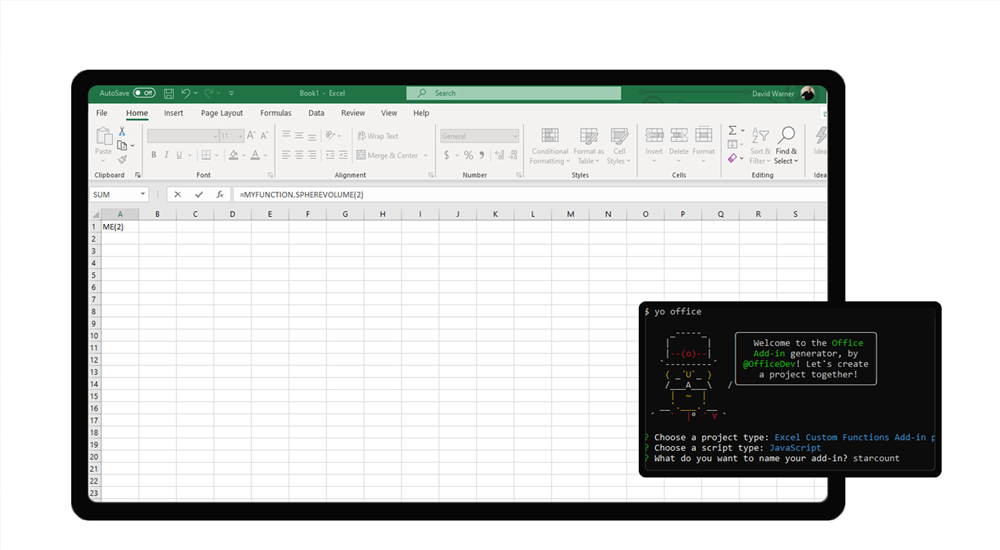 AutoSave Off Book1 - Excel Search David Warner
File Home Insert Page Layout Formulas Data Review View Help
11 A A Wrap Text General Conditional Format as Cell Insert Delete Format Sort & Find & Ideas
Paste B I U A Merge & Center $ % Formatting Table Styles Filter Select
Clipboard Font Alignment Number Styles Cells Editing Ideas
SUM fx =MYFUNCTION.SPHEREVOLUME(2)
A B C D E F G H I J K L M N O P Q R S
1 ME(2)
2
3
4
5
6
7
8
9
10
11
12
13
14
15
16
17
18
19
20
21
22
23
$ yo office
Welcome to the Office
Add-in generator, by
@OfficeDev! Let's create
a project together!
? Choose a project type: Excel Custom Functions Add-in p
? Choose a script type: JavaScript
? What do you want to name your add-in? starcount